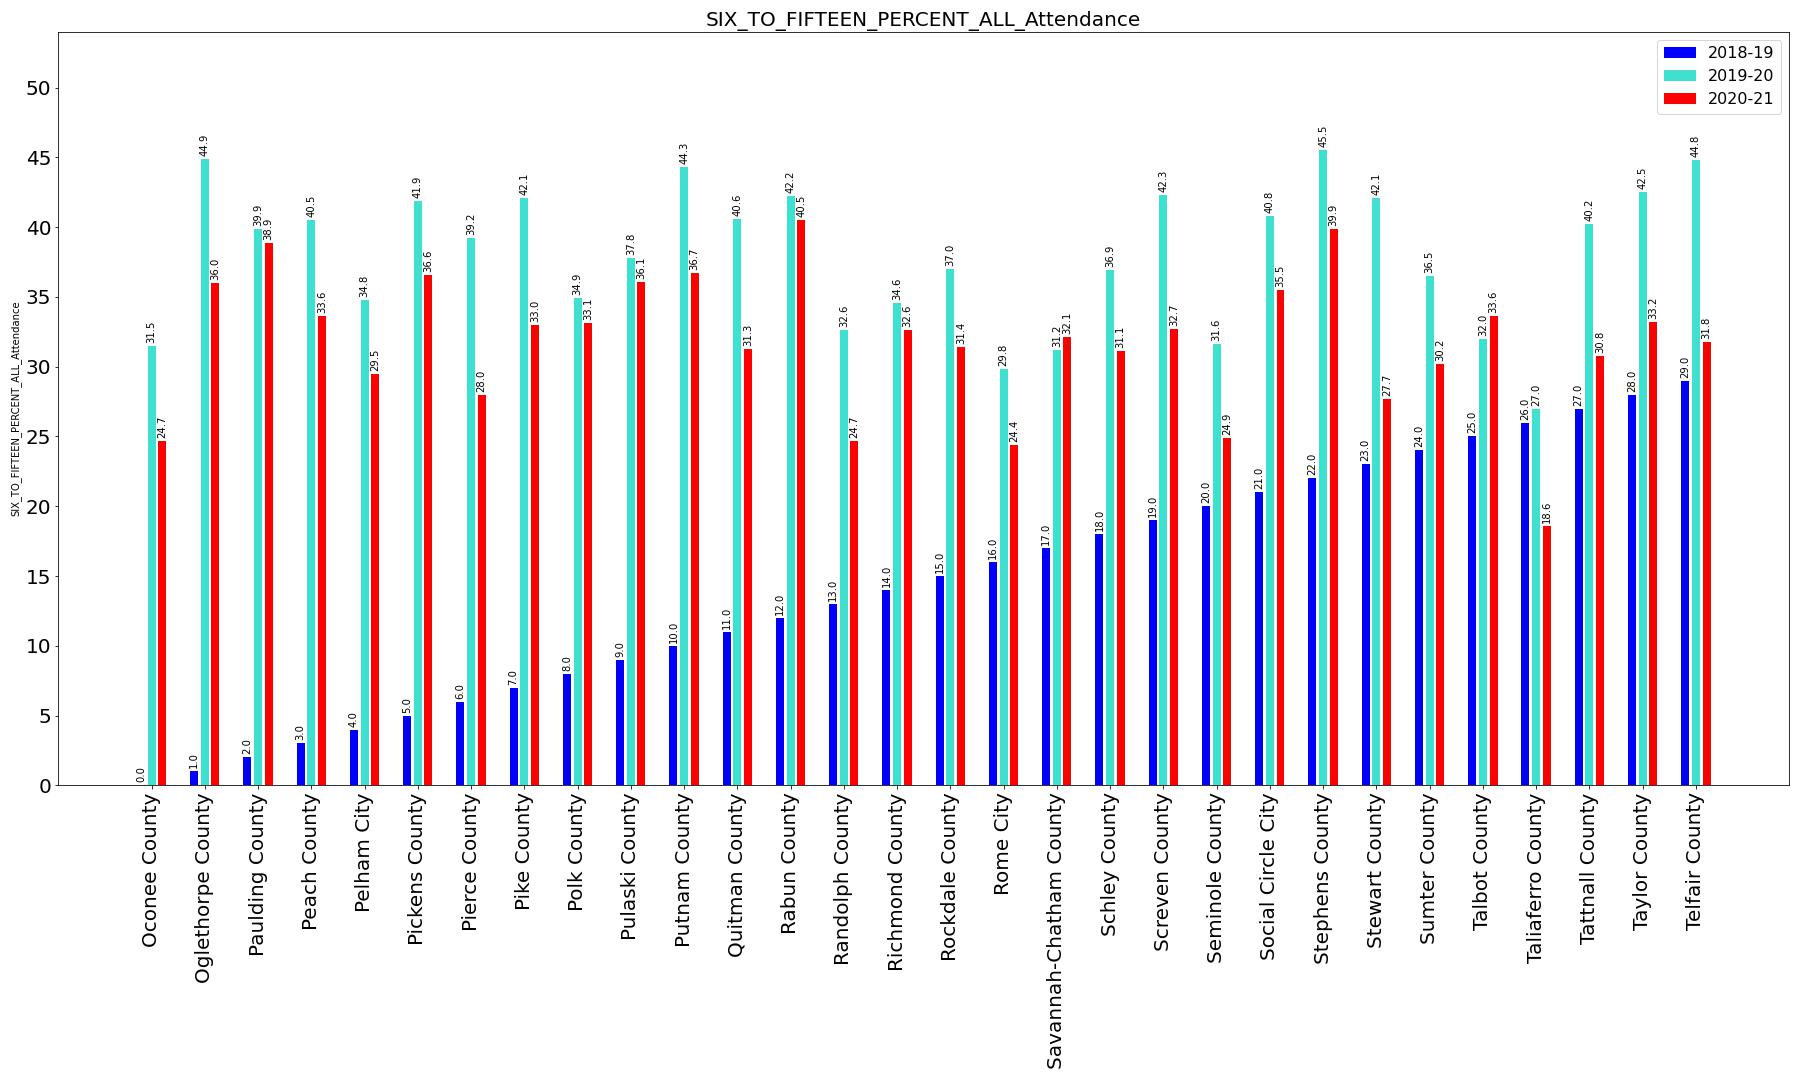 SIX_TO_FIFTEEN_PERCENT_ALL_Attendance
2018-19
2019-20
2020-21
SIX_TO_FIFTEEN_PERCENT_ALL_Attendance
50
45
40
35
30
25
20
15
10
5
0
0.0 31.5 24.7
1.0 44.9 36.0
2.0 39.9 38.9
3.0 40.5 33.6
4.0 34.8 29.5
5.0 41.9 36.6
6.0 39.2 28.0
7.0 42.1 33.0
8.0 34.9 33.1
9.0 37.8 36.1
10.0 44.3 36.7
11.0 40.6 31.3
12.0 42.2 40.5
13.0 32.6 24.7
14.0 34.6 32.6
15.0 37.0 31.4
16.0 29.8 24.4
17.0 31.2 32.1
18.0 36.9 31.1
19.0 42.3 32.7
20.0 31.6 24.9
21.0 40.8 35.5
22.0 45.5 39.9
23.0 42.1 27.7
24.0 36.5 30.2
25.0 32.0 33.6
26.0 27.0 18.6
27.0 40.2 30.8
28.0 42.5 33.2
29.0 44.8 31.8
Oconee County
Oglethorpe County
Paulding County
Peach County
Pelham City
Pickens County
Pierce County
Pike County
Polk County
Pulaski County
Putnam County
Quitman County
Rabun County
Randolph County
Richmond County
Rockdale County
Rome City
Savannah-Chatham County
Schley County
Screven County
Seminole County
Social Circle City
Stephens County
Stewart County
Sumter County
Talbot County
Taliaferro County
Tattnall County
Taylor County
Telfair County